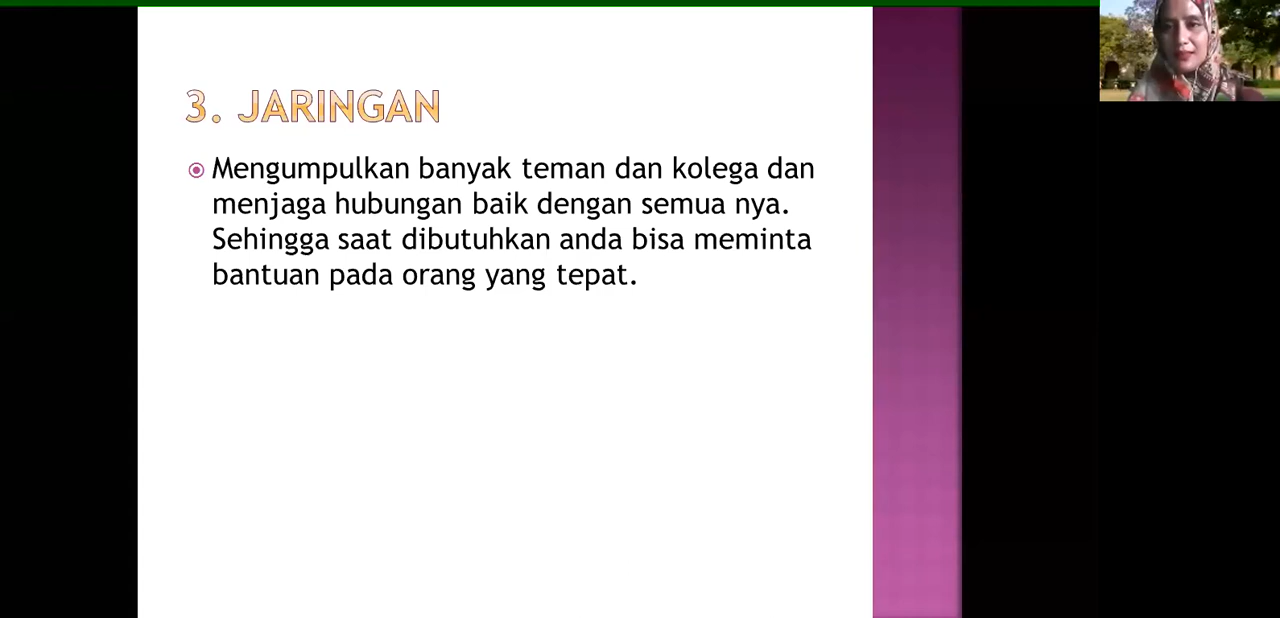 3. JARINGAN
Mengumpulkan banyak teman dan kolega dan
menjaga hubungan baik dengan semua nya.
Sehingga saat dibutuhkan anda bisa meminta
bantuan pada orang yang tepat.